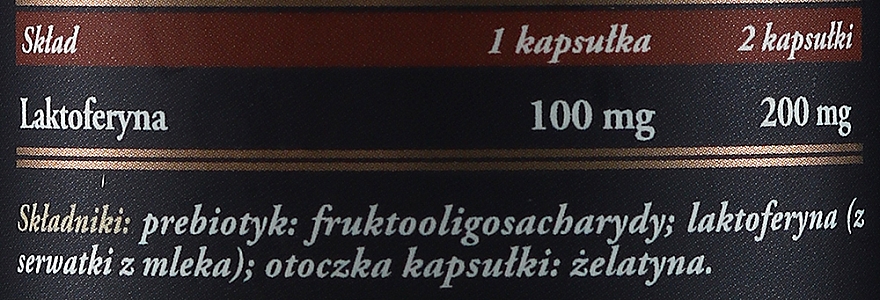 Skład 1 kapsułka 2 kapsułki
Laktoferyna 100 mg 200 mg
Składniki: prebiotyk: fruktooligosacharydy; laktoferyna (z
serwatki z mleka); otoczka kapsułki: żelatyna.